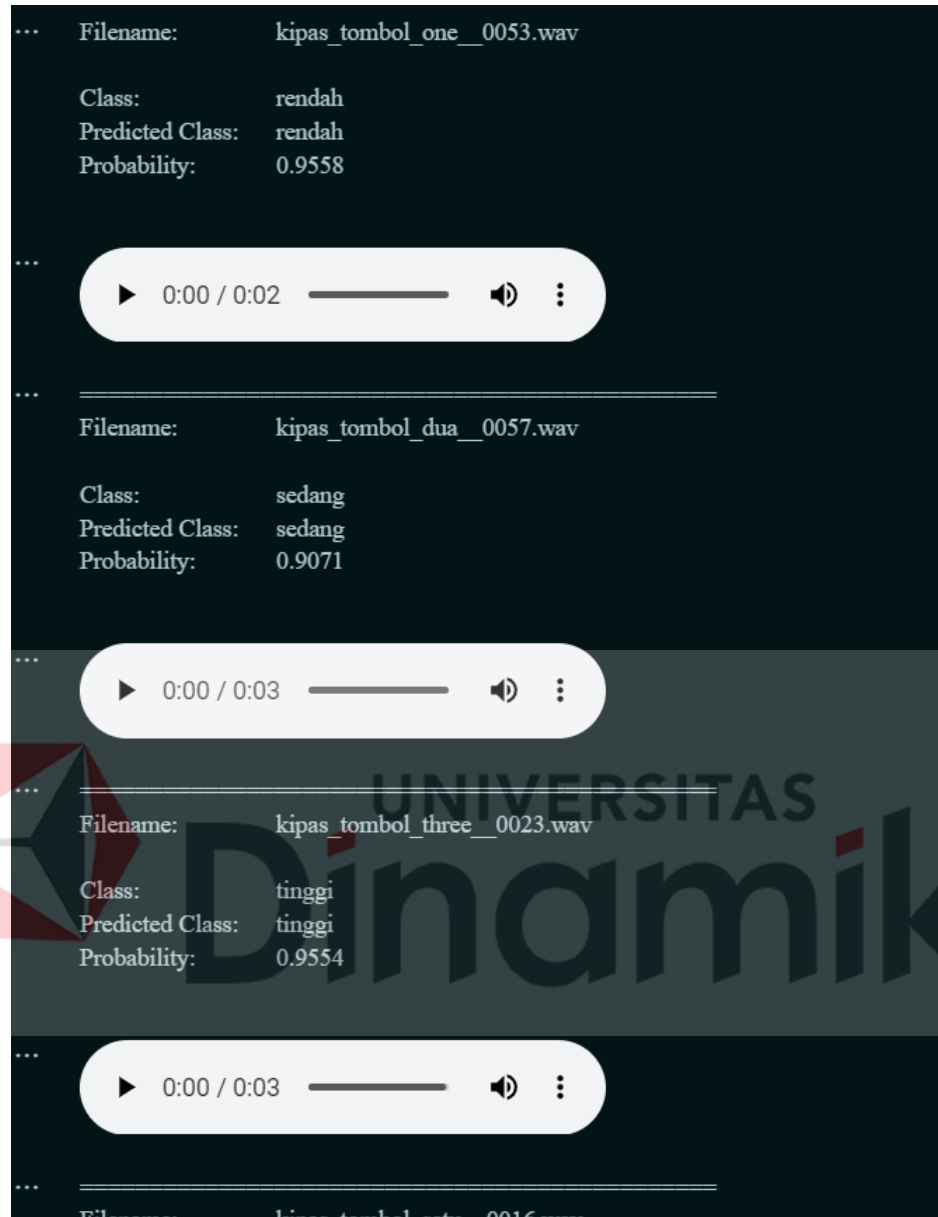 ... Filename: kipas_tombol_one__0053.wav
Class: rendah
Predicted Class: rendah
Probability: 0.9558
...
0:00 / 0:02
... ==============================================
Filename: kipas_tombol_dua__0057.wav
Class: sedang
Predicted Class: sedang
Probability: 0.9071
...
0:00 / 0:03
... ==============================================
UNIVERSITAS
Dinamik
Filename: kipas_tombol_three__0023.wav
Class: tinggi
Predicted Class: tinggi
Probability: 0.9554
...
0:00 / 0:03
... ==============================================